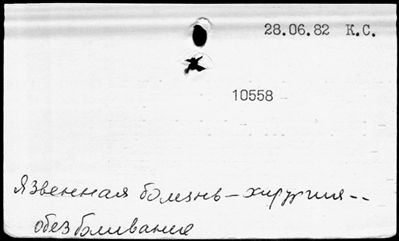 28.06.82 К.С.
10558
Язвенная болезнь – хирургия --
обезболивание